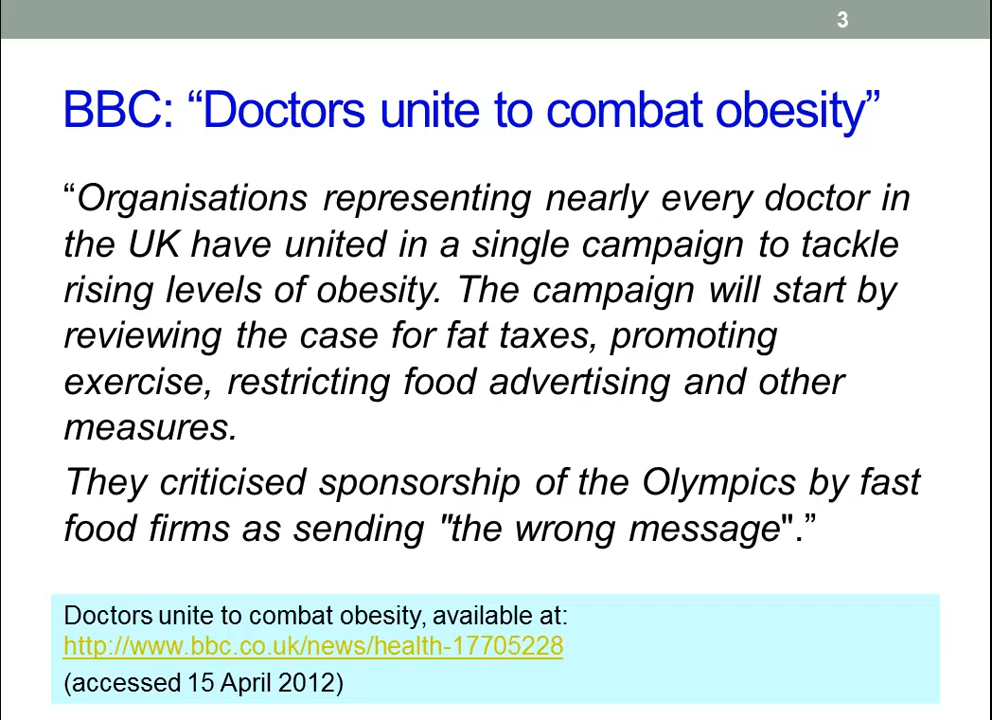 3
BBC: “Doctors unite to combat obesity”
“Organisations representing nearly every doctor in
the UK have united in a single campaign to tackle
rising levels of obesity. The campaign will start by
reviewing the case for fat taxes, promoting
exercise, restricting food advertising and other
measures.
They criticised sponsorship of the Olympics by fast
food firms as sending "the wrong message".”
Doctors unite to combat obesity, available at:
http://www.bbc.co.uk/news/health-17705228
(accessed 15 April 2012)